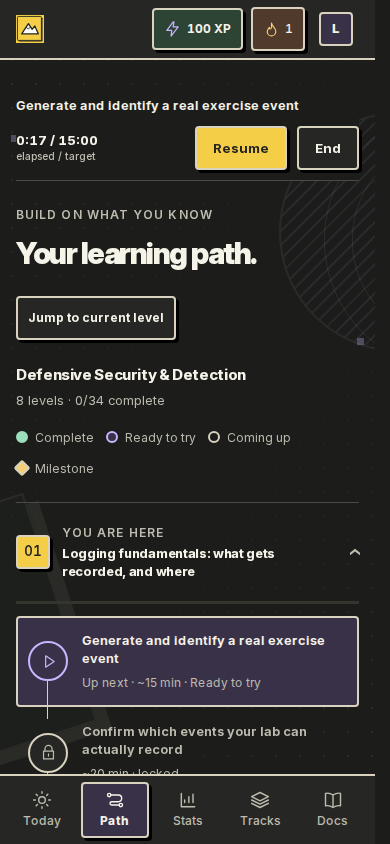 100 XP
1
L
Generate and identify a real exercise event
0:17 / 15:00
elapsed / target
Resume
End
BUILD ON WHAT YOU KNOW
Your learning path.
Jump to current level
Defensive Security & Detection
8 levels · 0/34 complete
Complete
Ready to try
Coming up
Milestone
01
YOU ARE HERE
Logging fundamentals: what gets
recorded, and where
Generate and identify a real exercise
event
Up next · ~15 min · Ready to try
Confirm which events your lab can
actually record
~20 min · locked
Today
Path
Stats
Tracks
Docs